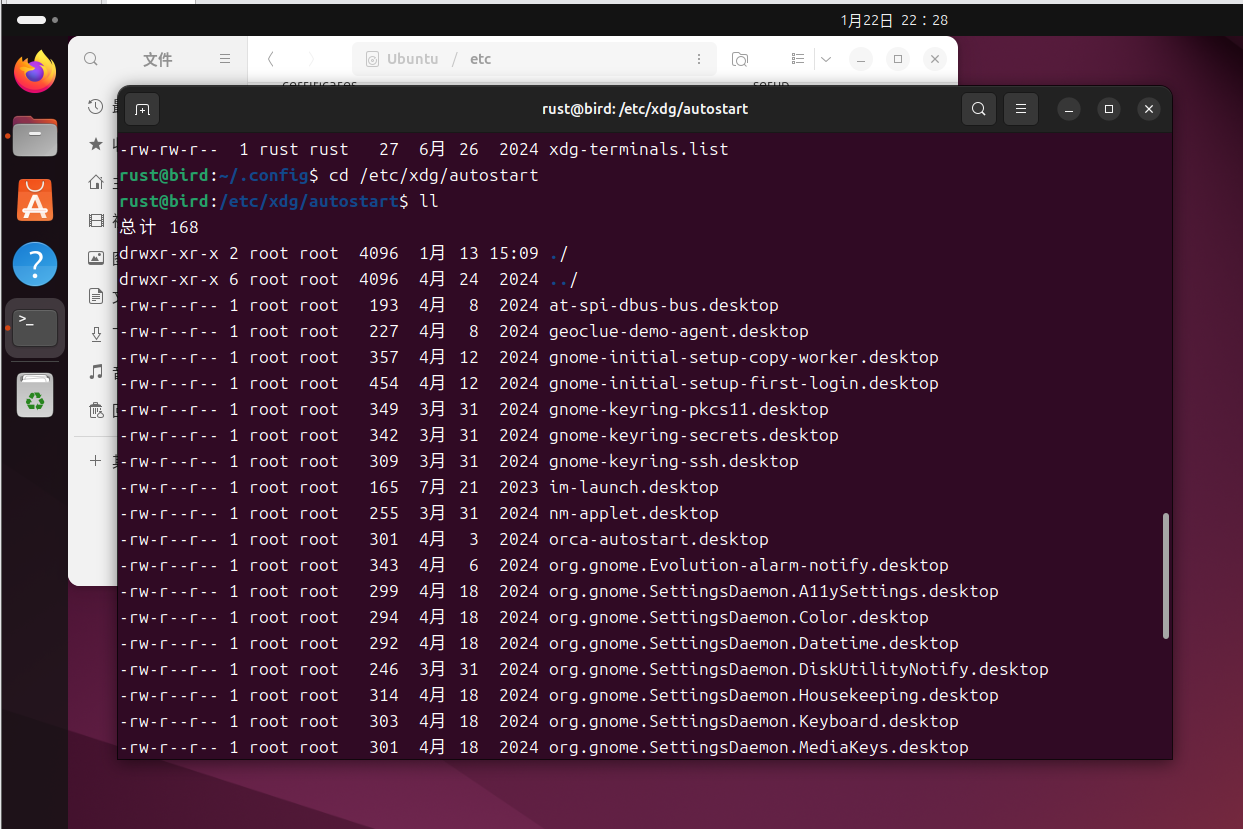 1月22日 22：28
文件
Ubuntu / etc
certificates
setup
rust@bird: /etc/xdg/autostart
-rw-rw-r-- 1 rust rust 27 6月 26 2024 xdg-terminals.list
rust@bird:~/.config$ cd /etc/xdg/autostart
rust@bird:/etc/xdg/autostart$ ll
总计 168
drwxr-xr-x 2 root root 4096 1月 13 15:09 ./
drwxr-xr-x 6 root root 4096 4月 24 2024 ../
-rw-r--r-- 1 root root 193 4月 8 2024 at-spi-dbus-bus.desktop
-rw-r--r-- 1 root root 227 4月 8 2024 geoclue-demo-agent.desktop
-rw-r--r-- 1 root root 357 4月 12 2024 gnome-initial-setup-copy-worker.desktop
-rw-r--r-- 1 root root 454 4月 12 2024 gnome-initial-setup-first-login.desktop
-rw-r--r-- 1 root root 349 3月 31 2024 gnome-keyring-pkcs11.desktop
-rw-r--r-- 1 root root 342 3月 31 2024 gnome-keyring-secrets.desktop
-rw-r--r-- 1 root root 309 3月 31 2024 gnome-keyring-ssh.desktop
-rw-r--r-- 1 root root 165 7月 21 2023 im-launch.desktop
-rw-r--r-- 1 root root 255 3月 31 2024 nm-applet.desktop
-rw-r--r-- 1 root root 301 4月 3 2024 orca-autostart.desktop
-rw-r--r-- 1 root root 343 4月 6 2024 org.gnome.Evolution-alarm-notify.desktop
-rw-r--r-- 1 root root 299 4月 18 2024 org.gnome.SettingsDaemon.A11ySettings.desktop
-rw-r--r-- 1 root root 294 4月 18 2024 org.gnome.SettingsDaemon.Color.desktop
-rw-r--r-- 1 root root 292 4月 18 2024 org.gnome.SettingsDaemon.Datetime.desktop
-rw-r--r-- 1 root root 246 3月 31 2024 org.gnome.SettingsDaemon.DiskUtilityNotify.desktop
-rw-r--r-- 1 root root 314 4月 18 2024 org.gnome.SettingsDaemon.Housekeeping.desktop
-rw-r--r-- 1 root root 303 4月 18 2024 org.gnome.SettingsDaemon.Keyboard.desktop
-rw-r--r-- 1 root root 301 4月 18 2024 org.gnome.SettingsDaemon.MediaKeys.desktop